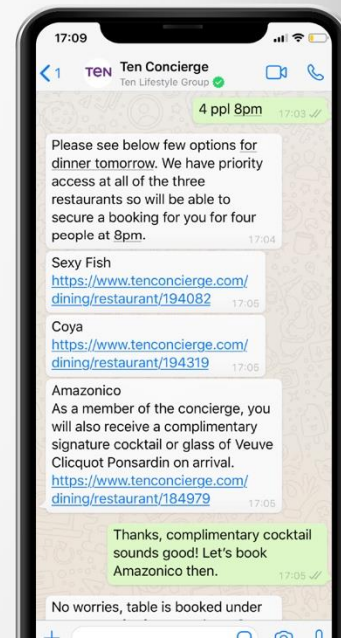 17:09
1
TEN
Ten Concierge
Ten Lifestyle Group
4 ppl 8pm
17:03
Please see below few options for
dinner tomorrow. We have priority
access at all of the three
restaurants so will be able to
secure a booking for you for four
people at 8pm.
17:04
Sexy Fish
https://www.tenconcierge.com/
dining/restaurant/194082
17:05
Coya
https://www.tenconcierge.com/
dining/restaurant/194319
17:05
Amazonico
As a member of the concierge, you
will also receive a complimentary
signature cocktail or glass of Veuve
Clicquot Ponsardin on arrival.
https://www.tenconcierge.com/
dining/restaurant/184979
17:05
Thanks, complimentary cocktail
sounds good! Let's book
Amazonico then.
17:05
No worries, table is booked under